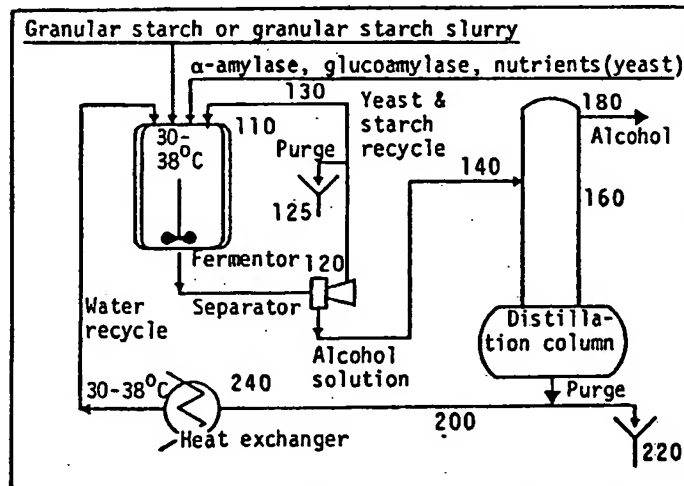 Granular starch or granular starch slurry
α-amylase, glucoamylase, nutrients(yeast)
130
Yeast &
starch
recycle
180
Alcohol
110
30-
38°C
Purge
140
125
160
Fermentor
120
Separator
Water
recycle
Alcohol
solution
Distilla-
tion column
30-38°C
240
Purge
200
Heat exchanger
220